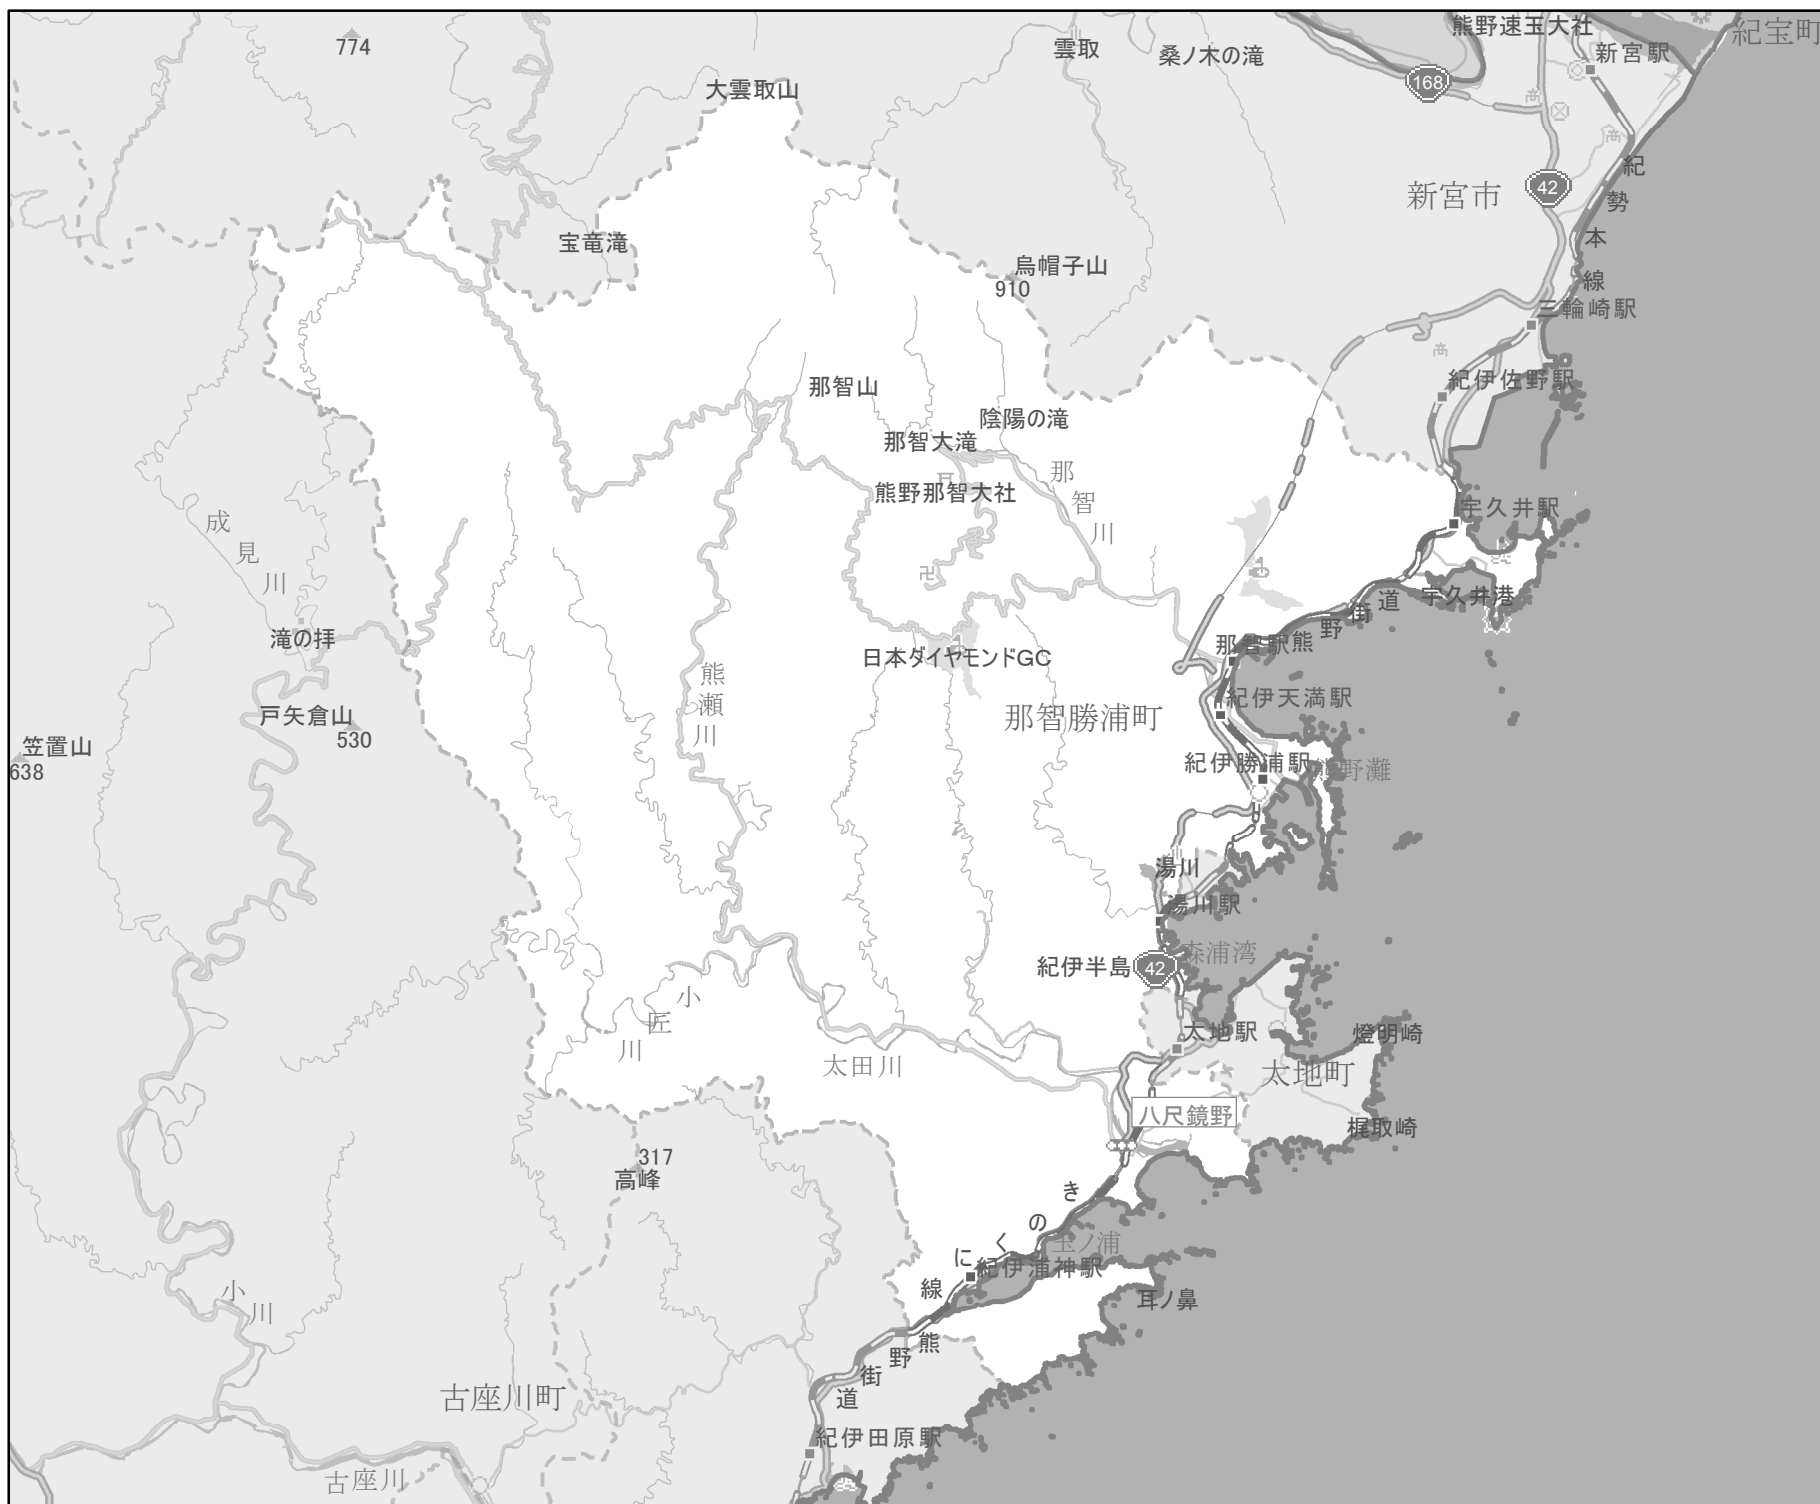 熊野速玉大社
紀宝町
774
雲取
桑ノ木の滝
新宮駅
大雲取山
168
紀勢本線
新宮市
42
宝竜滝
烏帽子山
910
三輪崎駅
那智山
紀伊佐野駅
陰陽の滝
那智大滝
那智川
熊野那智大社
宇久井駅
成見川
宇久井港
熊野街道
滝の拝
那智駅
日本ダイヤモンドGC
熊瀬川
紀伊天満駅
那智勝浦町
戸矢倉山
530
笠置山
638
紀伊勝浦駅
熊野灘
湯川
湯川駅
森浦湾
紀伊半島
42
小匠川
太地駅
燈明崎
太田川
太地町
八尺鏡野
梶取崎
317
高峰
きのくに線
玉ノ浦
紀伊浦神駅
耳ノ鼻
小川
熊野街道
古座川町
紀伊田原駅
古座川